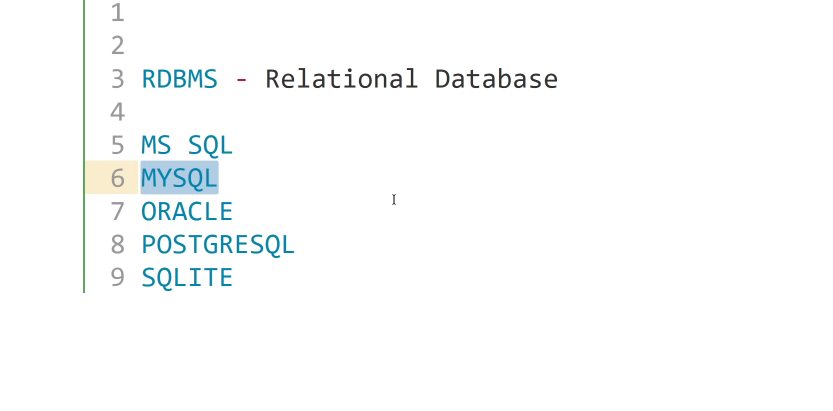 1
2
3 RDBMS - Relational Database
4
5 MS SQL
6 MYSQL
7 ORACLE
8 POSTGRESQL
9 SQLITE